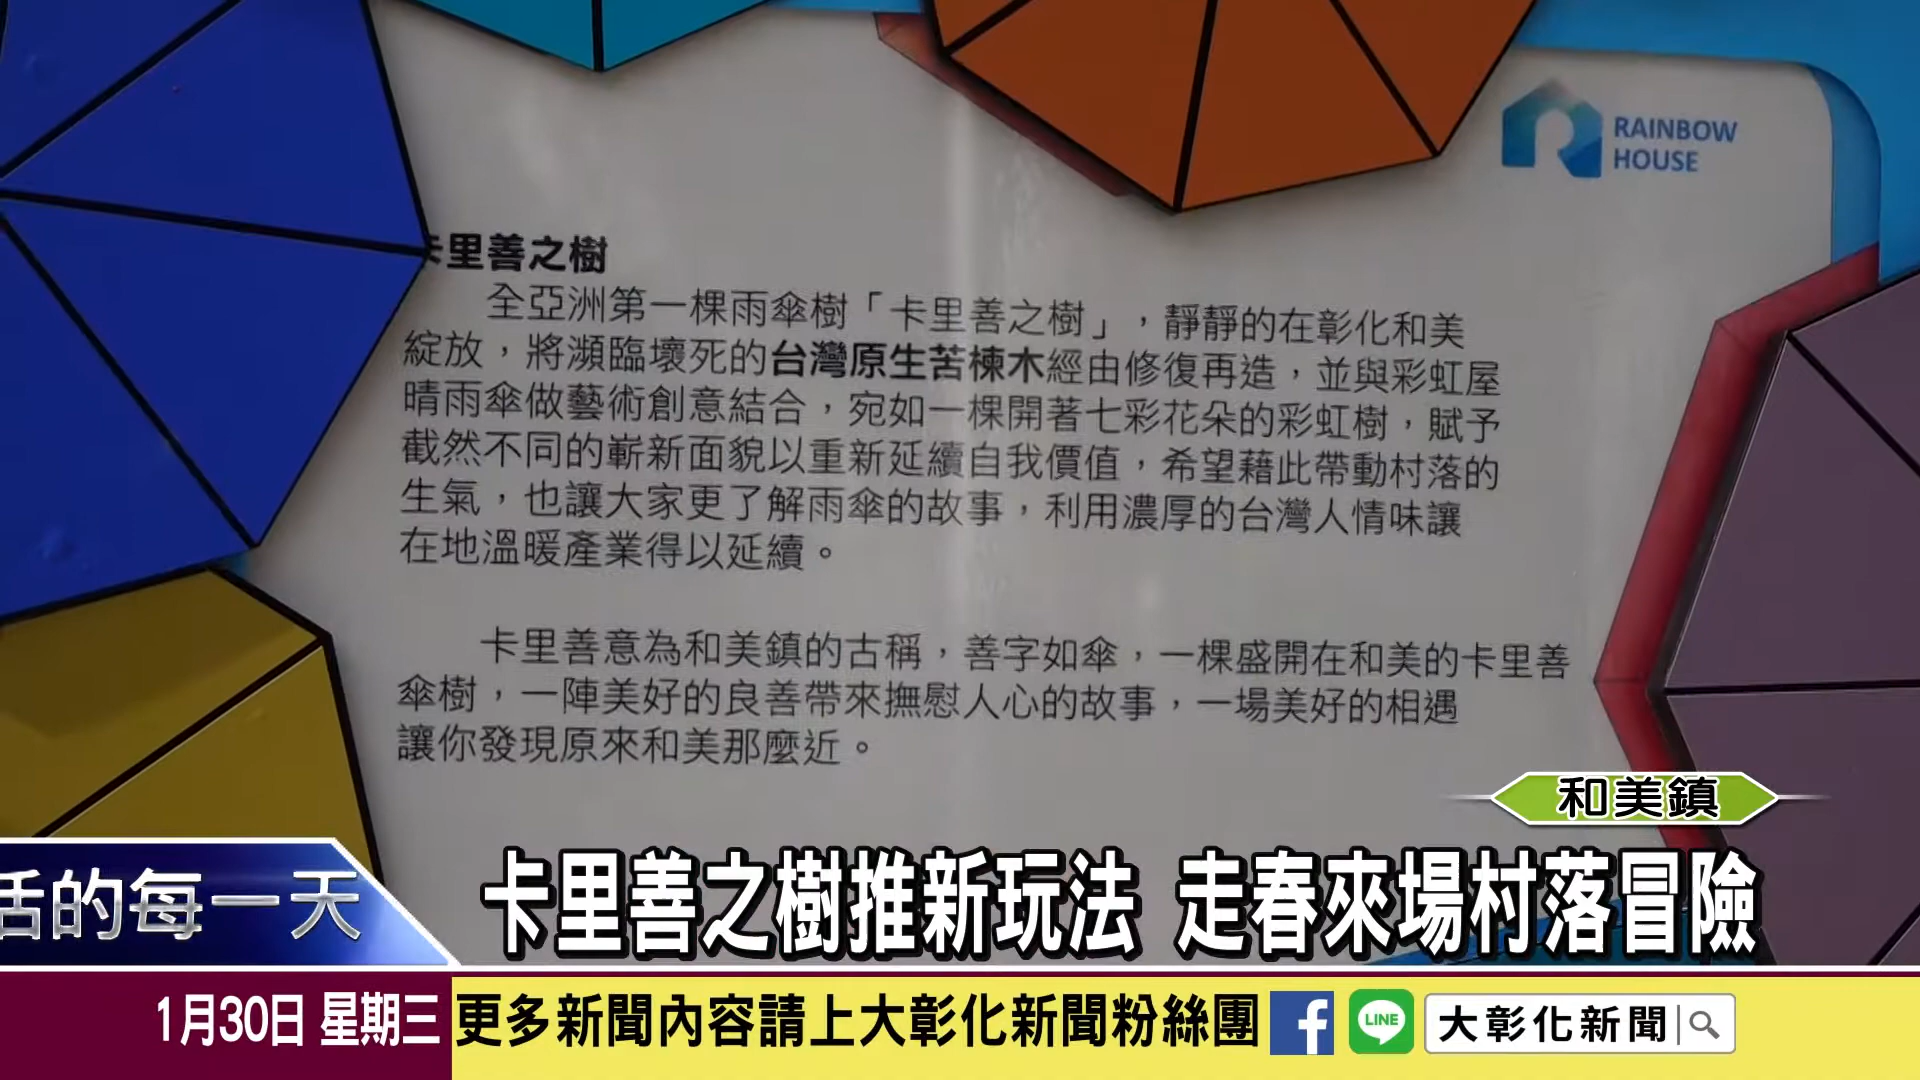 RAINBOW
HOUSE
卡里善之樹
全亞洲第一棵雨傘樹「卡里善之樹」，靜靜的在彰化和美
綻放，將瀕臨壞死的台灣原生苦楝木經由修復再造，並與彩虹屋
晴雨傘做藝術創意結合，宛如一棵開著七彩花朵的彩虹樹，賦予
截然不同的嶄新面貌以重新延續自我價值，希望藉此帶動村落的
生氣，也讓大家更了解雨傘的故事，利用濃厚的台灣人情味讓
在地溫暖產業得以延續。
卡里善意為和美鎮的古稱，善字如傘，一棵盛開在和美的卡里善
傘樹，一陣美好的良善帶來撫慰人心的故事，一場美好的相遇
讓你發現原來和美那麼近。
和美鎮
活的每一天
卡里善之樹推新玩法 走春來場村落冒險
1月30日 星期三
更多新聞內容請上大彰化新聞粉絲團
LINE
大彰化新聞